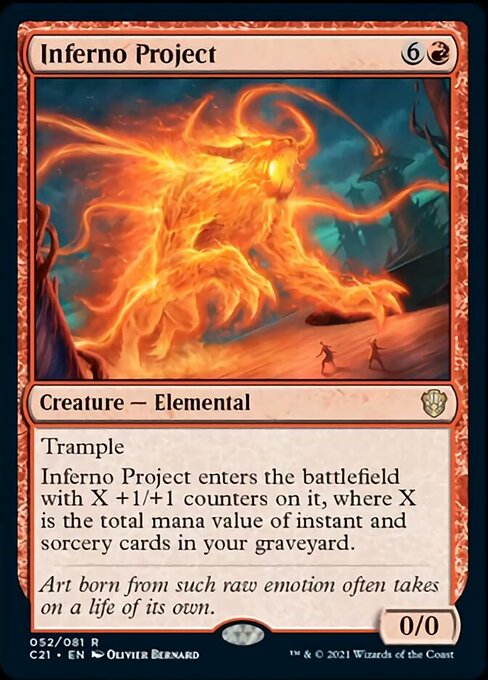 Inferno Project 6
Creature — Elemental
Trample
Inferno Project enters the battlefield
with X +1/+1 counters on it, where X
is the total mana value of instant and
sorcery cards in your graveyard.
Art born from such raw emotion often takes
on a life of its own.
0/0
052/081 R
C21 • EN Olivier Bernard
™ & © 2021 Wizards of the Coast